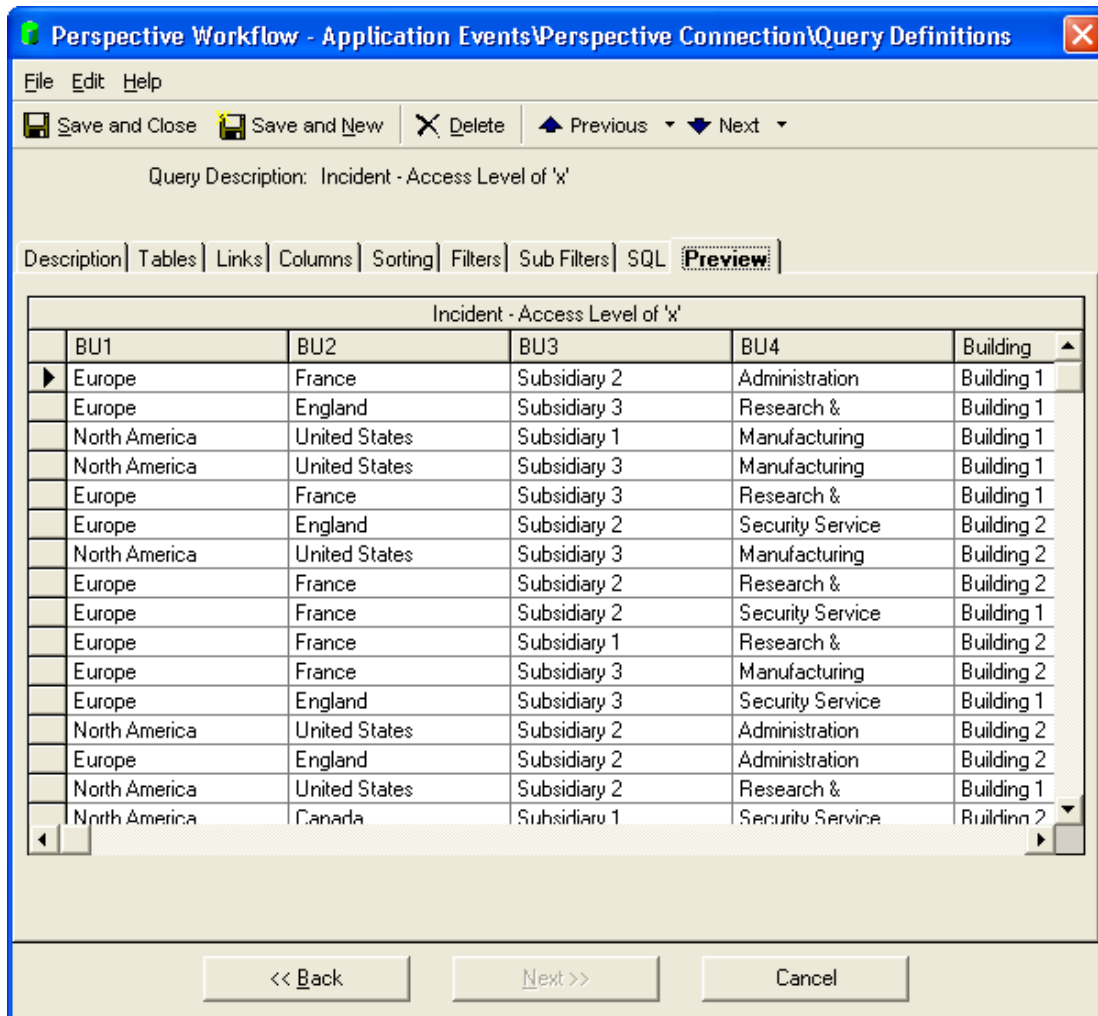 Perspective Workflow - Application Events\Perspective Connection\Query Definitions
File Edit Help
Save and Close Save and New Delete Previous Next
Query Description: Incident - Access Level of 'x'
Description Tables Links Columns Sorting Filters Sub Filters SQL Preview
Incident - Access Level of 'x'
BU1 BU2 BU3 BU4 Building
Europe France Subsidiary 2 Administration Building 1
Europe England Subsidiary 3 Research & Building 1
North America United States Subsidiary 1 Manufacturing Building 1
North America United States Subsidiary 3 Manufacturing Building 1
Europe France Subsidiary 3 Research & Building 1
Europe England Subsidiary 2 Security Service Building 2
North America United States Subsidiary 3 Manufacturing Building 2
Europe France Subsidiary 2 Research & Building 2
Europe France Subsidiary 2 Security Service Building 1
Europe France Subsidiary 1 Research & Building 2
Europe France Subsidiary 3 Manufacturing Building 2
Europe England Subsidiary 3 Security Service Building 1
North America United States Subsidiary 2 Administration Building 2
Europe England Subsidiary 2 Administration Building 2
North America United States Subsidiary 2 Research & Building 1
North America Canada Subsidiary 1 Security Service Building 2
<< Back Next >> Cancel